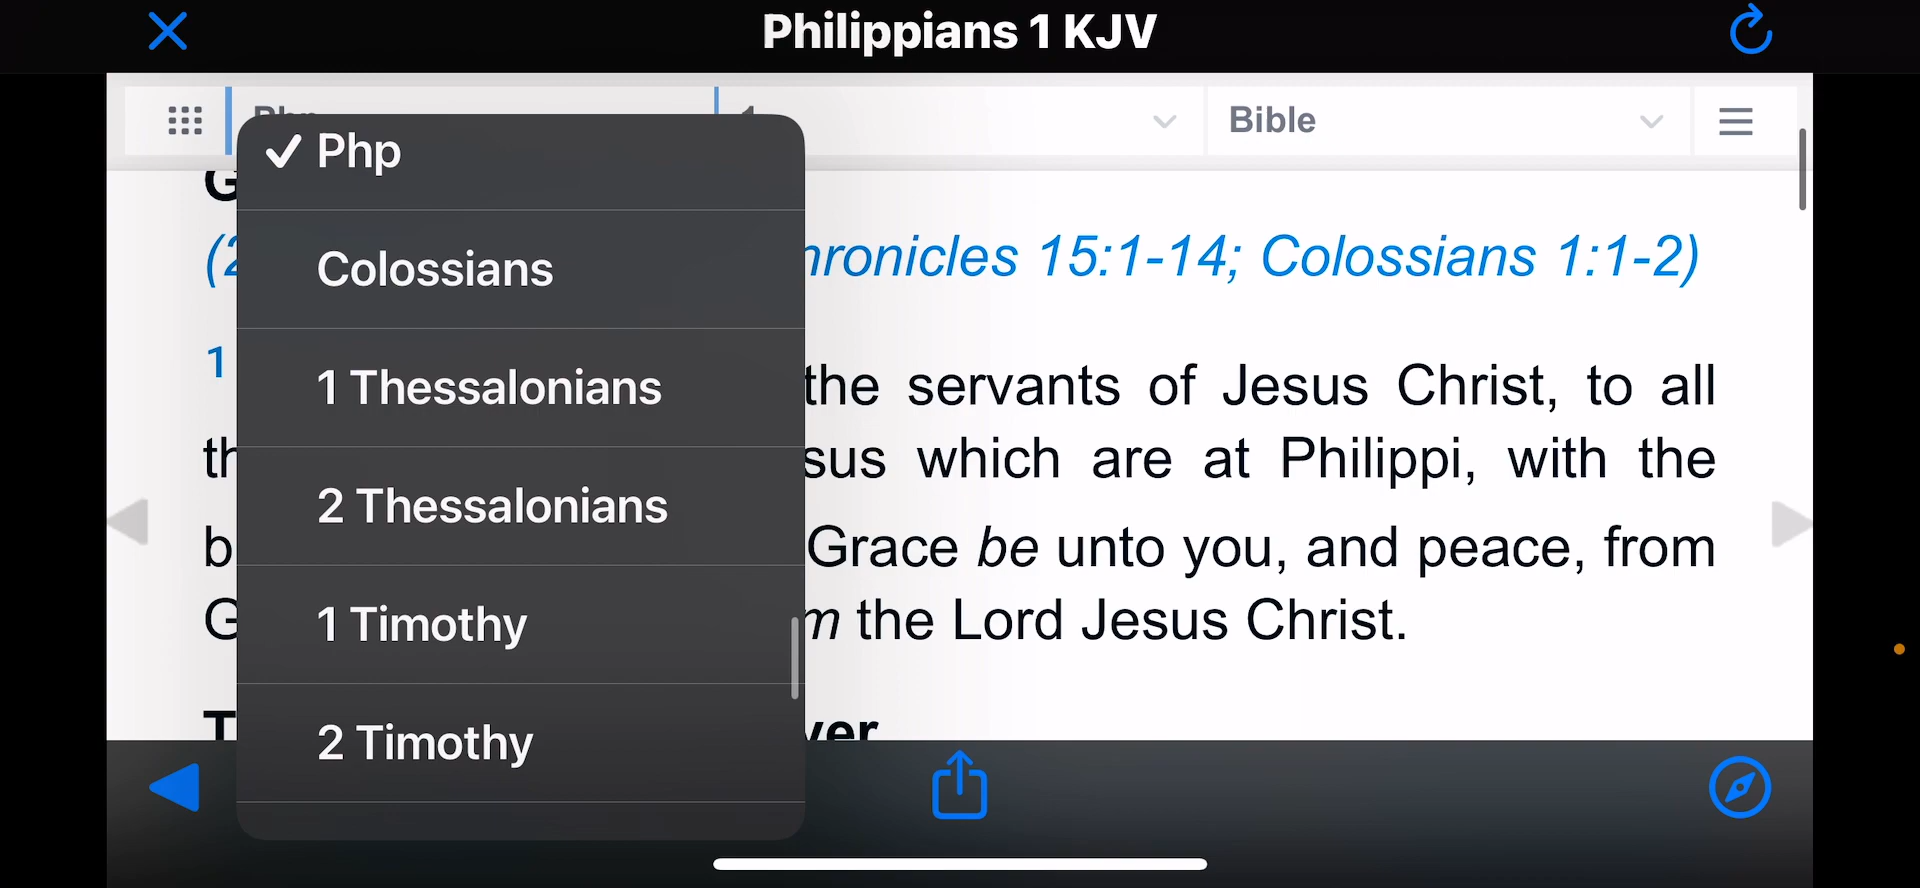 Philippians 1 KJV
Bible
✓ Php
Colossians
1 Thessalonians
2 Thessalonians
1 Timothy
2 Timothy
15:1-14; Colossians 1:1-2)
1
the servants of Jesus Christ, to all
which are at Philippi, with the
Grace be unto you, and peace, from
the Lord Jesus Christ.